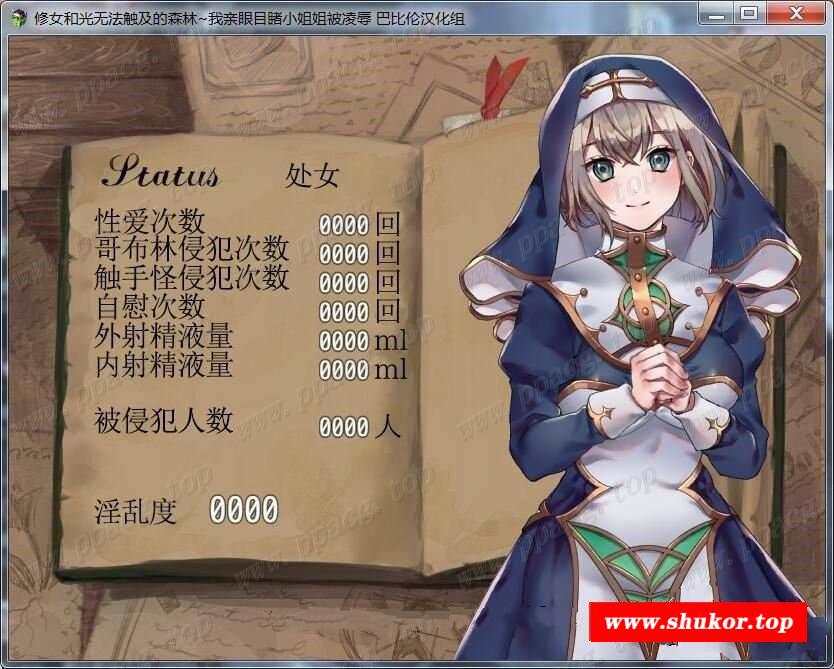 修女和光无法触及的森林~我亲眼目睹小姐姐被凌辱 巴比伦汉化组
Status 处女
性爱次数 0000 回
哥布林侵犯次数 0000 回
触手怪侵犯次数 0000 回
自慰次数 0000 回
外射精液量 0000 ml
内射精液量 0000 ml
被侵犯人数 0000 人
淫乱度 0000
www.shukor.top